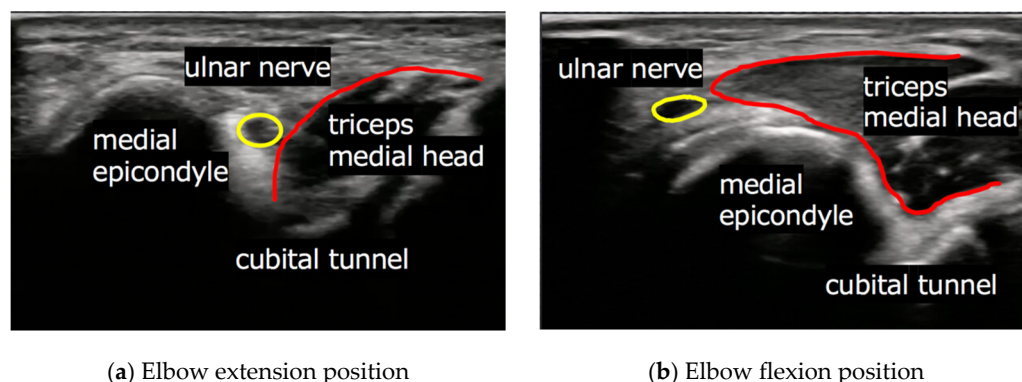 ulnar nerve
medial
epicondyle
triceps
medial head
cubital tunnel
ulnar nerve
triceps
medial head
medial
epicondyle
cubital tunnel
(a) Elbow extension position
(b) Elbow flexion position